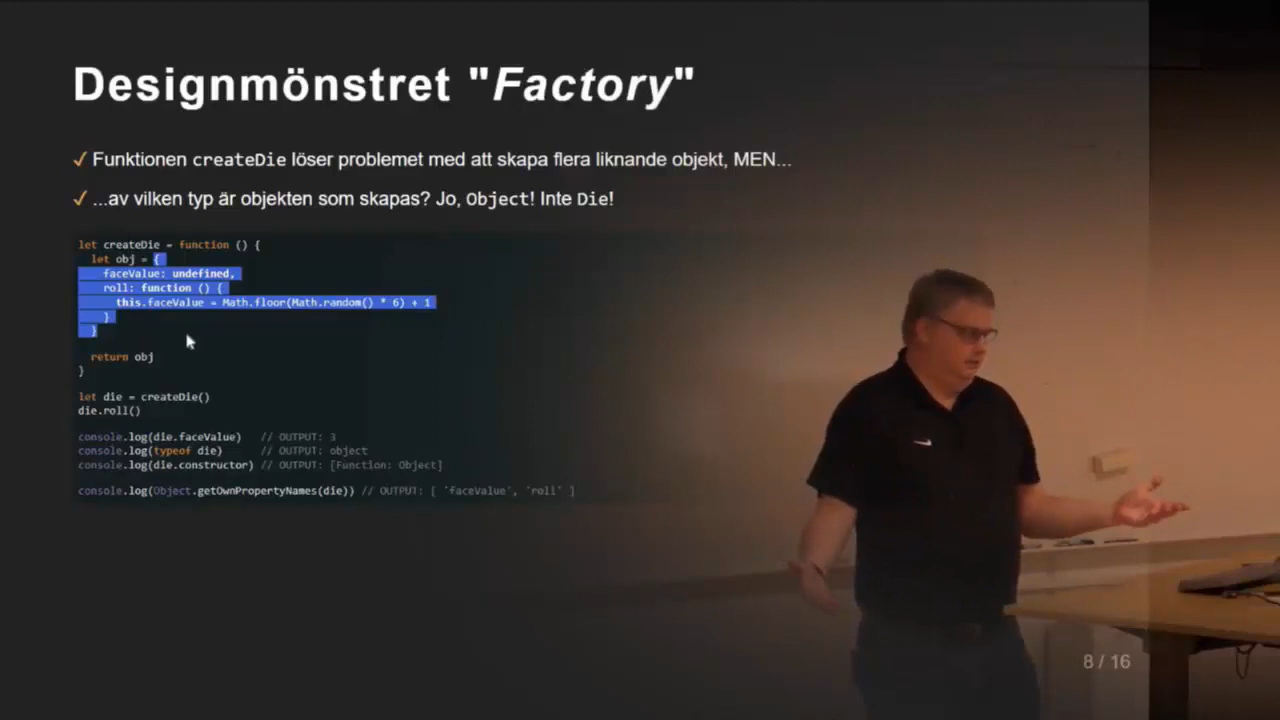 Designmönstret "Factory"
✓ Funktionen createDie löser problemet med att skapa flera liknande objekt, MEN...
✓ ...av vilken typ är objekten som skapas? Jo, Object! Inte Die!
let createDie = function () {
  let obj = {
    faceValue: undefined,
    roll: function () {
      this.faceValue = Math.floor(Math.random() * 6) + 1
    }
  }
  return obj
}
let die = createDie()
die.roll()
console.log(die.faceValue)   // OUTPUT: 3
console.log(typeof die)      // OUTPUT: object
console.log(die.constructor) // OUTPUT: [Function: Object]
console.log(Object.getOwnPropertyNames(die)) // OUTPUT: [ 'faceValue', 'roll' ]
8 / 16